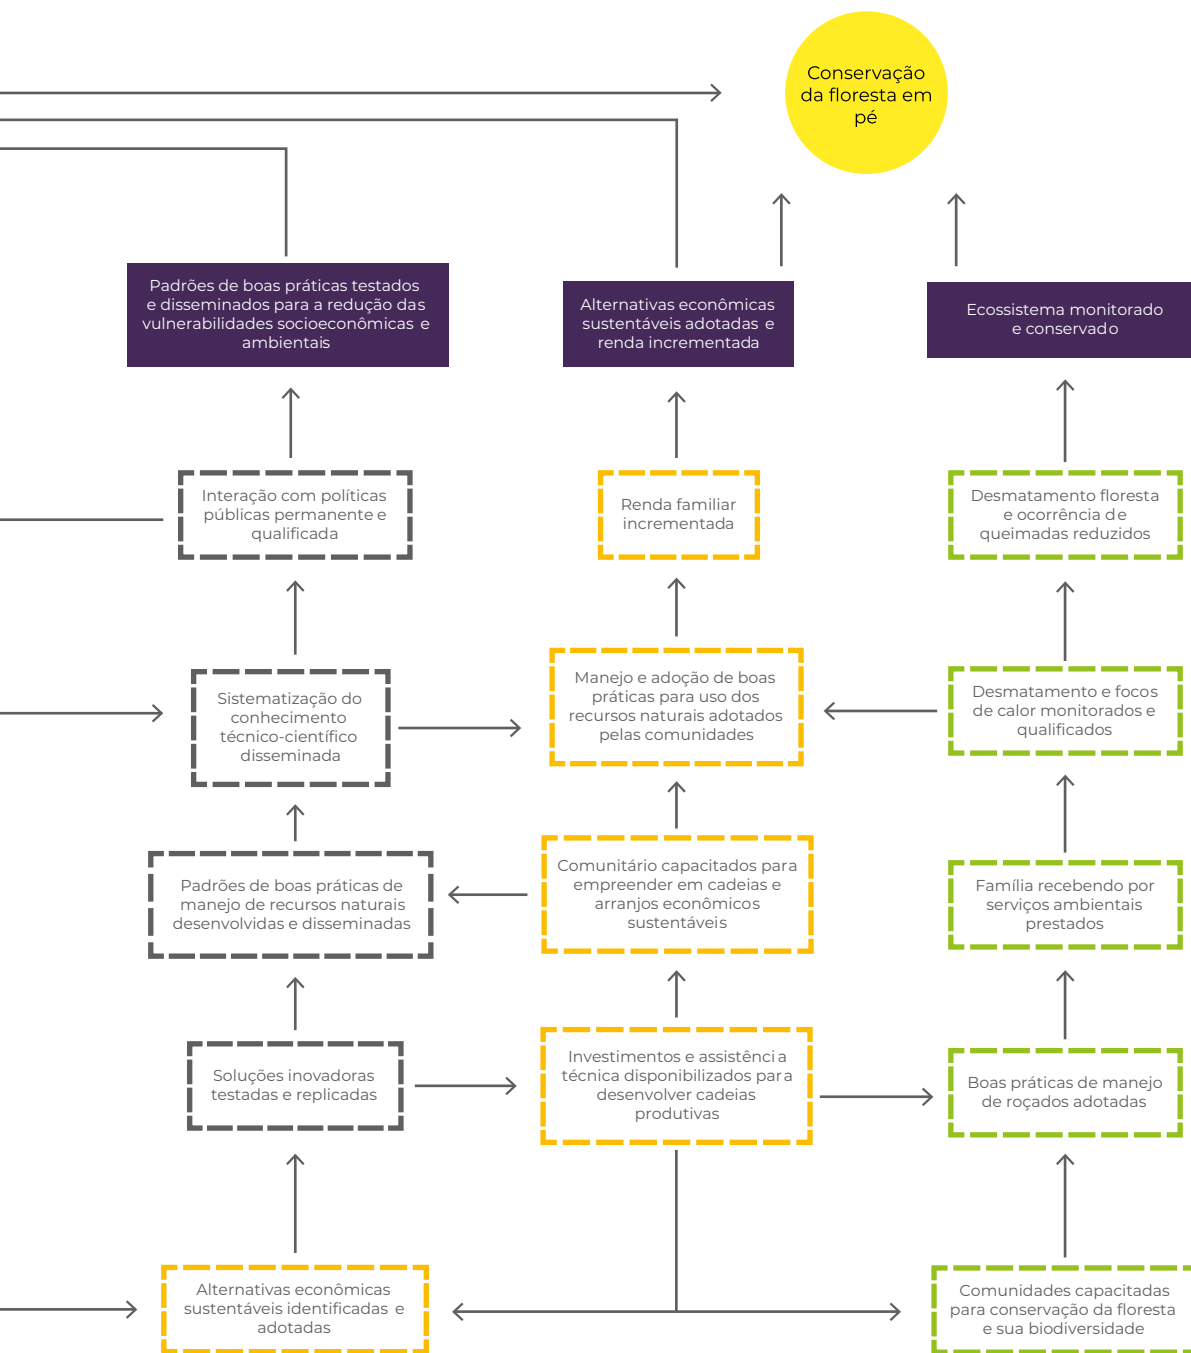 Conservação
da floresta em
pé
Padrões de boas práticas testados
e disseminados para a redução das
vulnerabilidades socioeconômicas e
ambientais
Alternativas econômicas
sustentáveis adotadas e
renda incrementada
Ecossistema monitorado
e conservado
Interação com políticas
públicas permanente e
qualificada
Renda familiar
incrementada
Desmatamento floresta
e ocorrência de
queimadas reduzidos
Sistematização do
conhecimento
técnico-científico
disseminada
Manejo e adoção de boas
práticas para uso dos
recursos naturais adotados
pelas comunidades
Desmatamento e focos
de calor monitorados e
qualificados
Padrões de boas práticas de
manejo de recursos naturais
desenvolvidas e disseminadas
Comunitário capacitados para
empreender em cadeias e
arranjos econômicos
sustentáveis
Família recebendo por
serviços ambientais
prestados
Soluções inovadoras
testadas e replicadas
Investimentos e assistência
técnica disponibilizados para
desenvolver cadeias
produtivas
Boas práticas de manejo
de roçados adotadas
Alternativas econômicas
sustentáveis identificadas e
adotadas
Comunidades capacitadas
para conservação da floresta
e sua biodiversidade